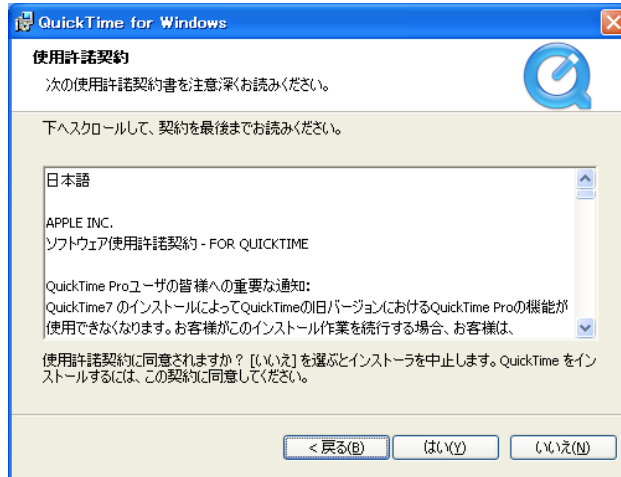 QuickTime for Windows
使用許諾契約
次の使用許諾契約書を注意深くお読みください。
下へスクロールして、契約を最後までお読みください。
日本語
APPLE INC.
ソフトウェア使用許諾契約 - FOR QUICKTIME
QuickTime Proユーザの皆様への重要な通知:
QuickTime7 のインストールによってQuickTimeの旧バージョンにおけるQuickTime Proの機能が
使用できなくなります。お客様がこのインストール作業を続行する場合、お客様は、
使用許諾契約に同意されますか? [いいえ] を選ぶとインストーラを中止します。QuickTime をイン
ストールするには、この契約に同意してください。
< 戻る(B) はい(Y) いいえ(N)